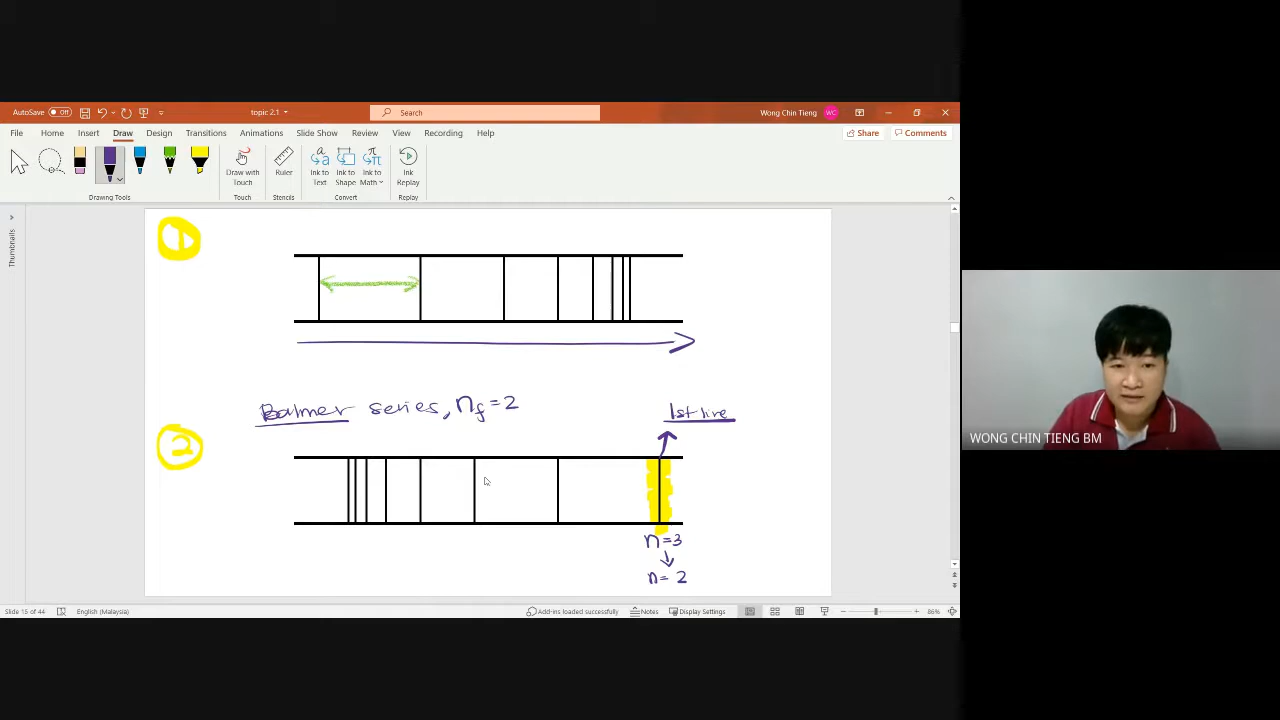 AutoSave Off topic 2.1 Search Wong Chin Tieng WC
File Home Insert Draw Design Transitions Animations Slide Show Review View Recording Help Share Comments
Draw with Touch
Ruler
Ink to Text
Ink to Shape
Ink to Math
Ink Replay
Drawing Tools Touch Stencils Convert Replay
Thumbnails
1
Balmer series, nf = 2
1st line
2
n=3
n= 2
WONG CHIN TIENG BM
Slide 15 of 44 English (Malaysia) Add-ins loaded successfully Notes Display Settings 86%